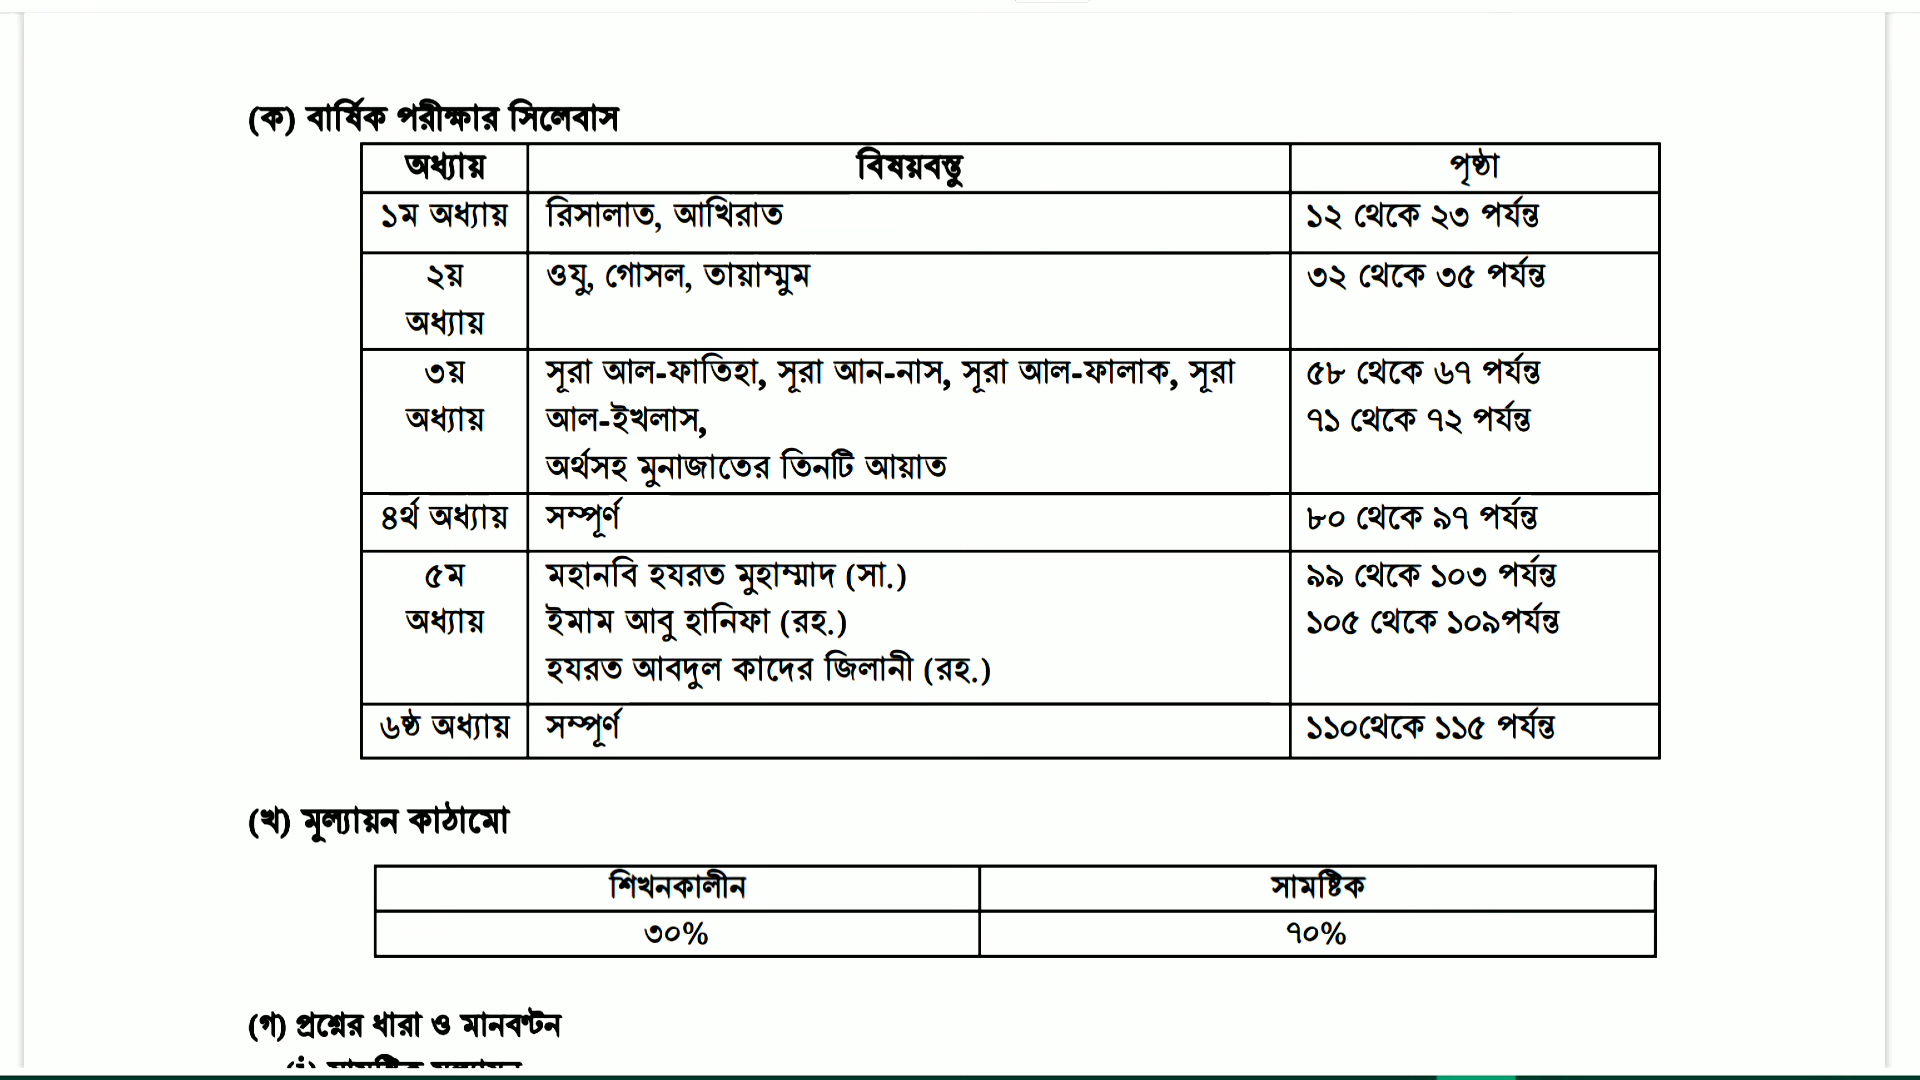 (ক) বার্ষিক পরীক্ষার সিলেবাস
অধ্যায় বিষয়বস্তু পৃষ্ঠা
১ম অধ্যায় রিসালাত, আখিরাত ১২ থেকে ২৩ পর্যন্ত
২য় ওযু, গোসল, তায়াম্মুম ৩২ থেকে ৩৫ পর্যন্ত
অধ্যায়
৩য় সূরা আল-ফাতিহা, সূরা আন-নাস, সূরা আল-ফালাক, সূরা ৫৮ থেকে ৬৭ পর্যন্ত
অধ্যায় আল-ইখলাস, ৭১ থেকে ৭২ পর্যন্ত
অর্থসহ মুনাজাতের তিনটি আয়াত
৪র্থ অধ্যায় সম্পূর্ণ ৮০ থেকে ৯৭ পর্যন্ত
৫ম মহানবি হযরত মুহাম্মাদ (সা.) ৯৯ থেকে ১০৩ পর্যন্ত
অধ্যায় ইমাম আবু হানিফা (রহ.) ১০৫ থেকে ১০৯পর্যন্ত
হযরত আবদুল কাদের জিলানী (রহ.)
৬ষ্ঠ অধ্যায় সম্পূর্ণ ১১০থেকে ১১৫ পর্যন্ত
(খ) মূল্যায়ন কাঠামো
শিখনকালীন সামষ্টিক
৩০% ৭০%
(গ) প্রশ্নের ধারা ও মানবণ্টন